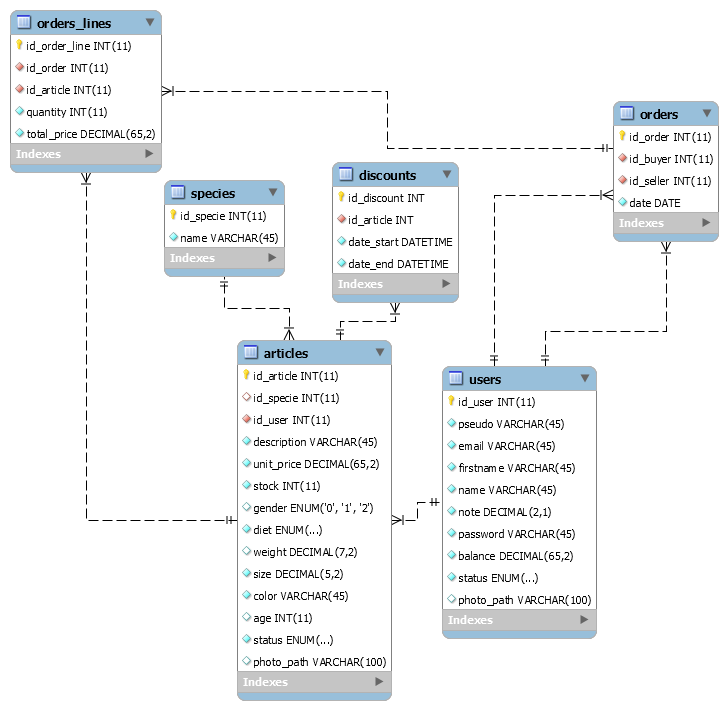 orders_lines
id_order_line INT(11)
id_order INT(11)
id_article INT(11)
quantity INT(11)
total_price DECIMAL(65,2)
Indexes
species
id_specie INT(11)
name VARCHAR(45)
Indexes
discounts
id_discount INT
id_article INT
date_start DATETIME
date_end DATETIME
Indexes
orders
id_order INT(11)
id_buyer INT(11)
id_seller INT(11)
date DATE
Indexes
articles
id_article INT(11)
id_specie INT(11)
id_user INT(11)
description VARCHAR(45)
unit_price DECIMAL(65,2)
stock INT(11)
gender ENUM('0', '1', '2')
diet ENUM(...)
weight DECIMAL(7,2)
size DECIMAL(5,2)
color VARCHAR(45)
age INT(11)
status ENUM(...)
photo_path VARCHAR(100)
Indexes
users
id_user INT(11)
pseudo VARCHAR(45)
email VARCHAR(45)
firstname VARCHAR(45)
name VARCHAR(45)
note DECIMAL(2,1)
password VARCHAR(45)
balance DECIMAL(65,2)
status ENUM(...)
photo_path VARCHAR(100)
Indexes